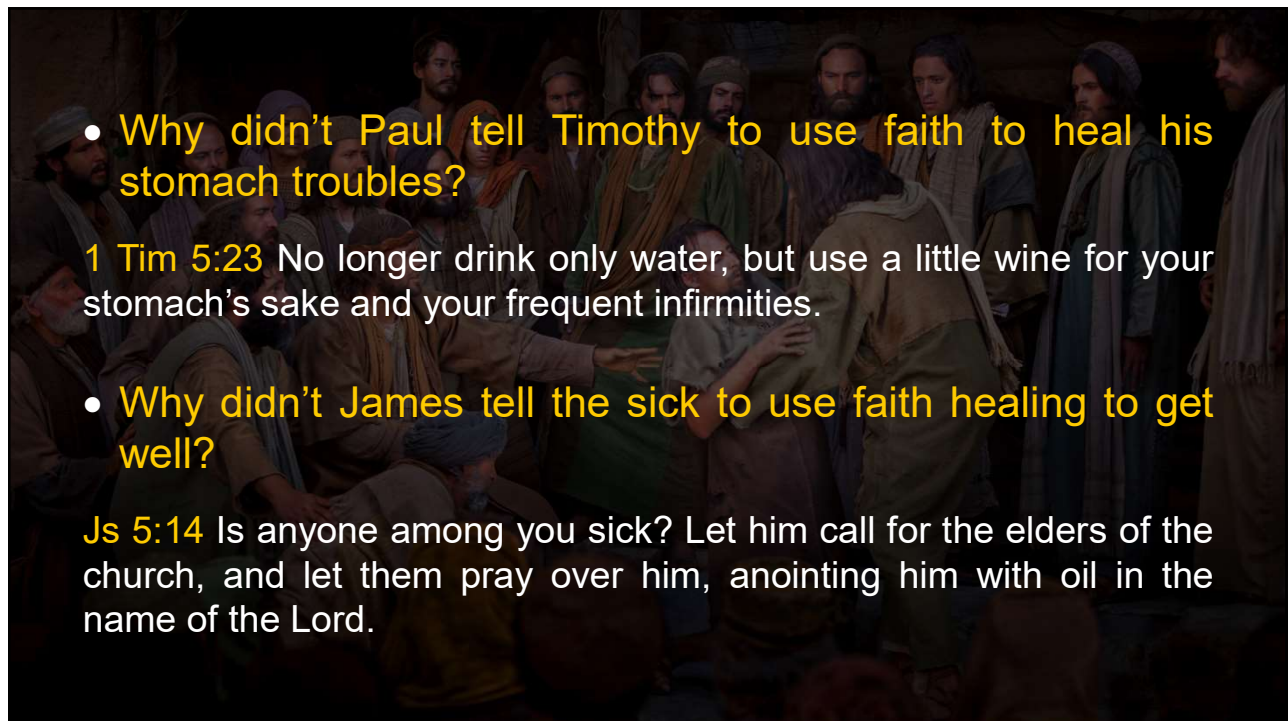 • Why didn’t Paul tell Timothy to use faith to heal his
stomach troubles?
1 Tim 5:23 No longer drink only water, but use a little wine for your
stomach’s sake and your frequent infirmities.
• Why didn’t James tell the sick to use faith healing to get
well?
Js 5:14 Is anyone among you sick? Let him call for the elders of the
church, and let them pray over him, anointing him with oil in the
name of the Lord.